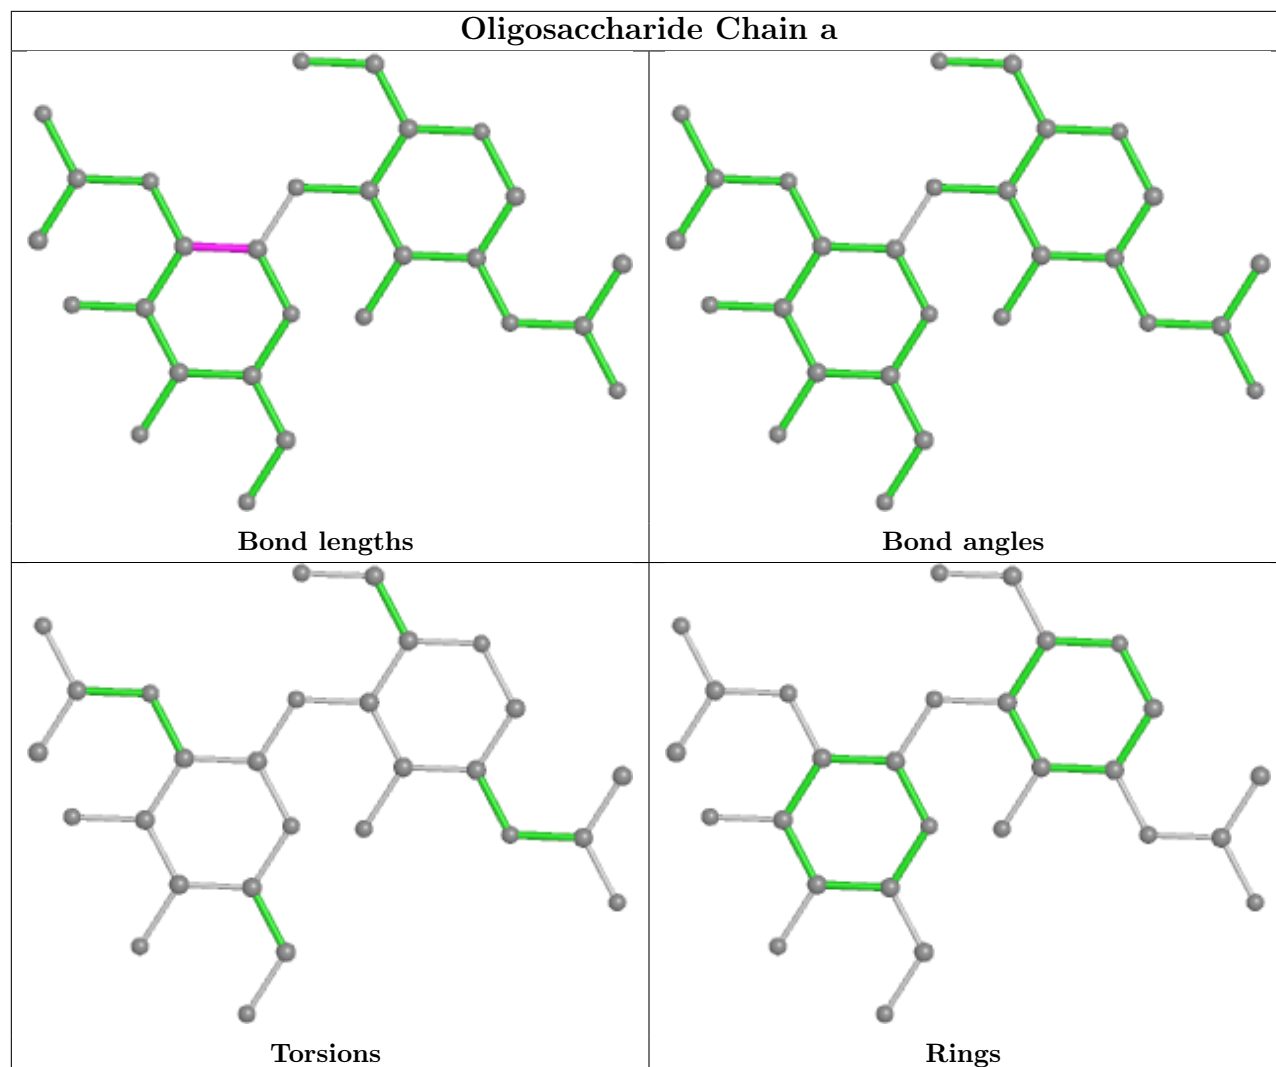 Oligosaccharide Chain a
Bond lengths
Bond angles
Torsions
Rings